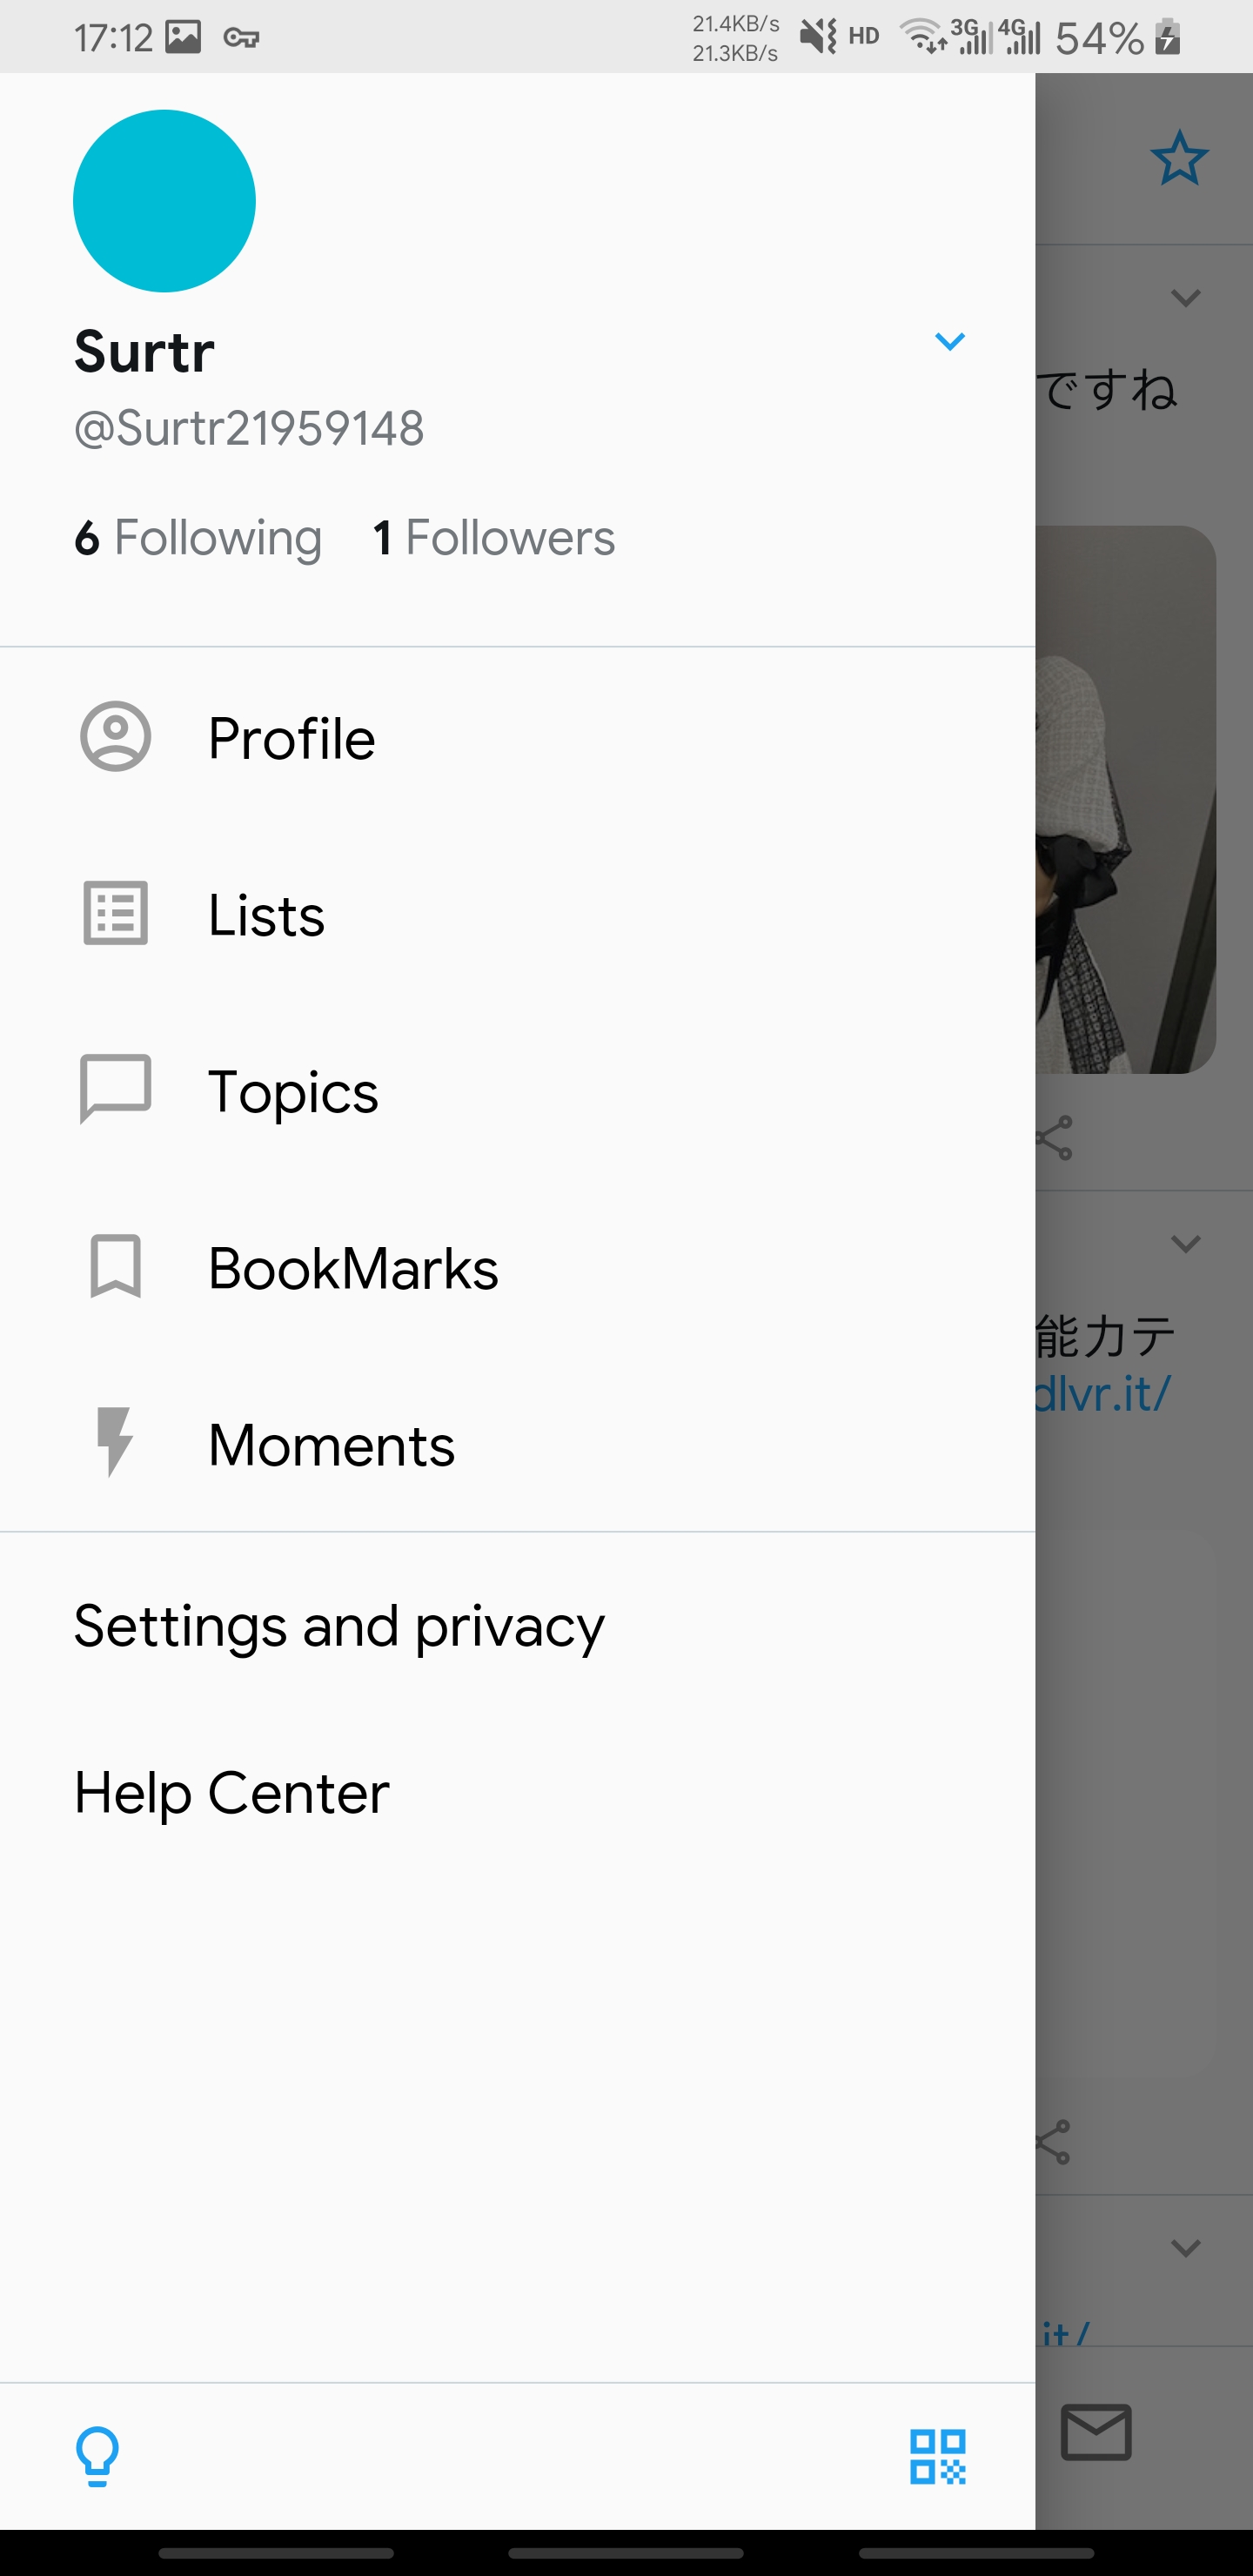 17:12 21.4KB/s HD 3G 4G 54%
21.3KB/s
Surtr
ですね
@Surtr21959148
6 Following 1 Followers
Profile
Lists
Topics
BookMarks
能力テ
dlvr.it/
Moments
Settings and privacy
Help Center
it/